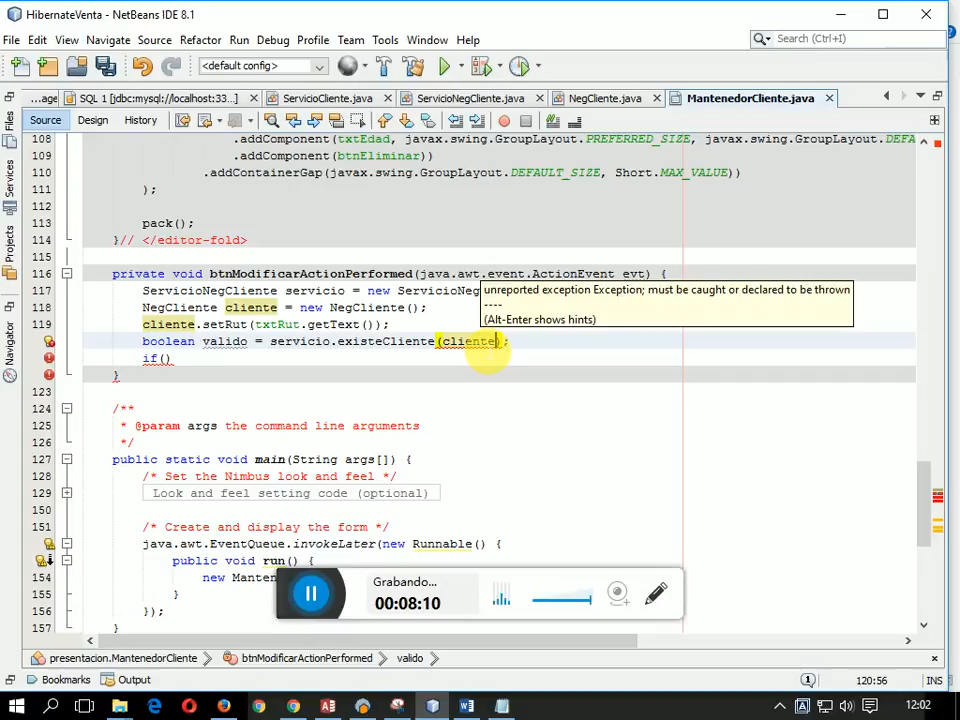 HibernateVenta - NetBeans IDE 8.1
File Edit View Navigate Source Refactor Run Debug Profile Team Tools Window Help
Search (Ctrl+I)
<default config>
...age SQL 1 [jdbc:mysql://localhost:33... ServicioCliente.java ServicioNegCliente.java NegCliente.java MantenedorCliente.java
Source Design History
Files
Services
Projects
Navigator
108 .addComponent(txtEdad, javax.swing.GroupLayout.PREFERRED_SIZE, javax.swing.GroupLayout.DEFA
109 .addComponent(btnEliminar))
110 .addContainerGap(javax.swing.GroupLayout.DEFAULT_SIZE, Short.MAX_VALUE))
111 );
112
113 pack();
114 }// </editor-fold>
115
116 private void btnModificarActionPerformed(java.awt.event.ActionEvent evt) {
117 ServicioNegCliente servicio = new ServicioNeg
unreported exception Exception; must be caught or declared to be thrown
----
(Alt-Enter shows hints)
118 NegCliente cliente = new NegCliente();
119 cliente.setRut(txtRut.getText());
boolean valido = servicio.existeCliente(cliente);
if()
}
123
124 /**
125 * @param args the command line arguments
126 */
127 public static void main(String args[]) {
128 /* Set the Nimbus look and feel */
129 Look and feel setting code (optional)
150
151 /* Create and display the form */
java.awt.EventQueue.invokeLater(new Runnable() {
public void run() {
154 new Manten
155 }
156 });
157 }
Grabando...
00:08:10
presentacion.MantenedorCliente btnModificarActionPerformed valido
Bookmarks Output
1 120:56 INS
12:02